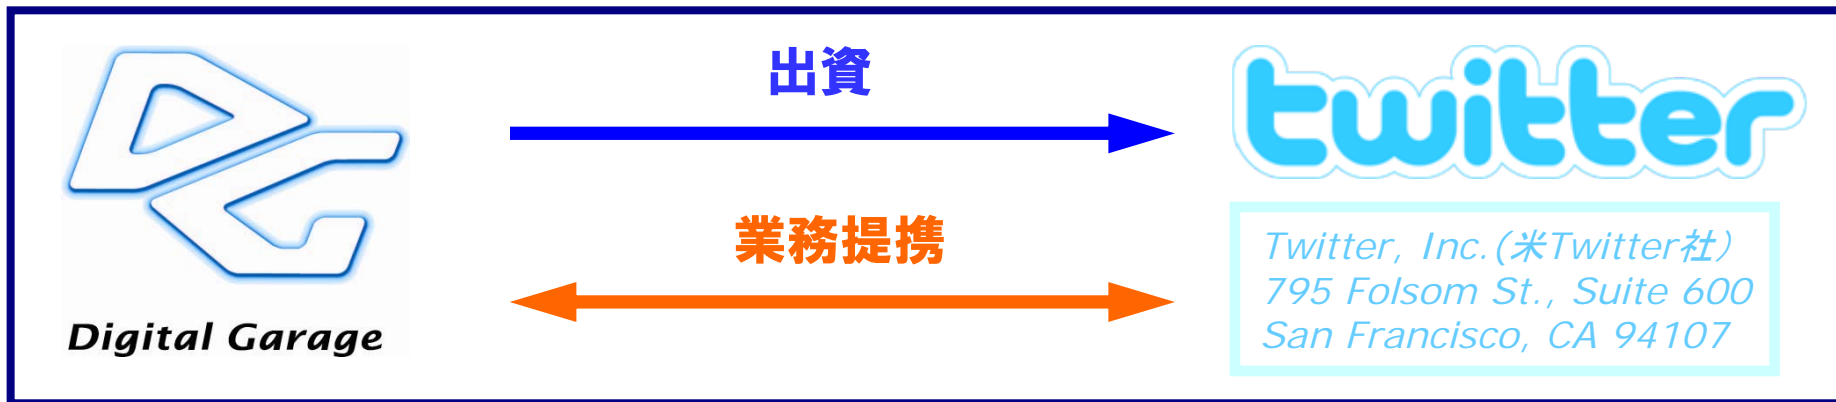 出資
twitter
業務提携
Digital Garage
Twitter, Inc.(米Twitter社）
795 Folsom St., Suite 600
San Francisco, CA 94107